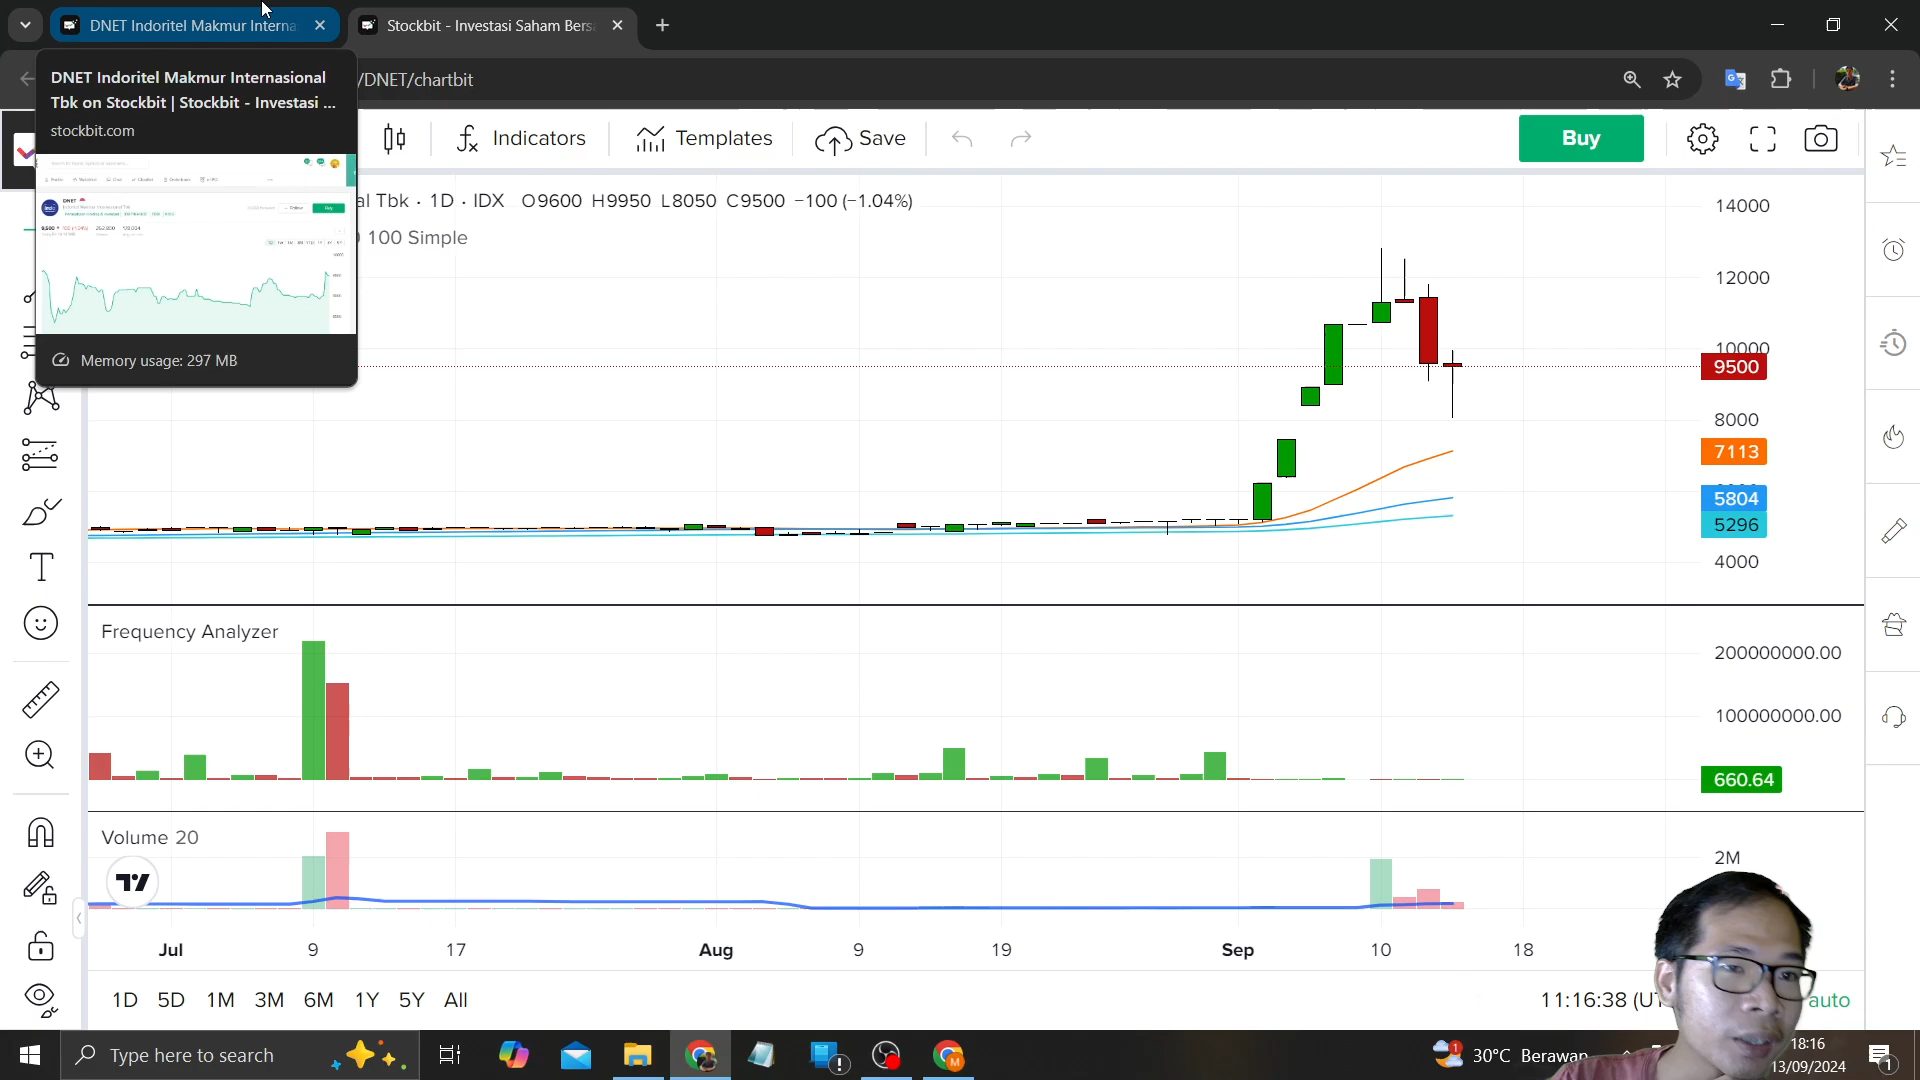 DNET Indoritel Makmur Interna
Stockbit - Investasi Saham Bers
DNET Indoritel Makmur Internasional
Tbk on Stockbit | Stockbit - Investasi ...
stockbit.com
/DNET/chartbit
Indicators
Templates
Save
Buy
al Tbk · 1D · IDX O9600 H9950 L8050 C9500 −100 (−1.04%)
100 Simple
DNET
Memory usage: 297 MB
14000
12000
10000
9500
8000
7113
5804
5296
4000
Frequency Analyzer
200000000.00
100000000.00
660.64
Volume 20
2M
Jul 9 17 Aug 9 19 Sep 10 18
1D 5D 1M 3M 6M 1Y 5Y All
11:16:38 (UT
auto
Type here to search
30°C Berawan
18:16
13/09/2024
1